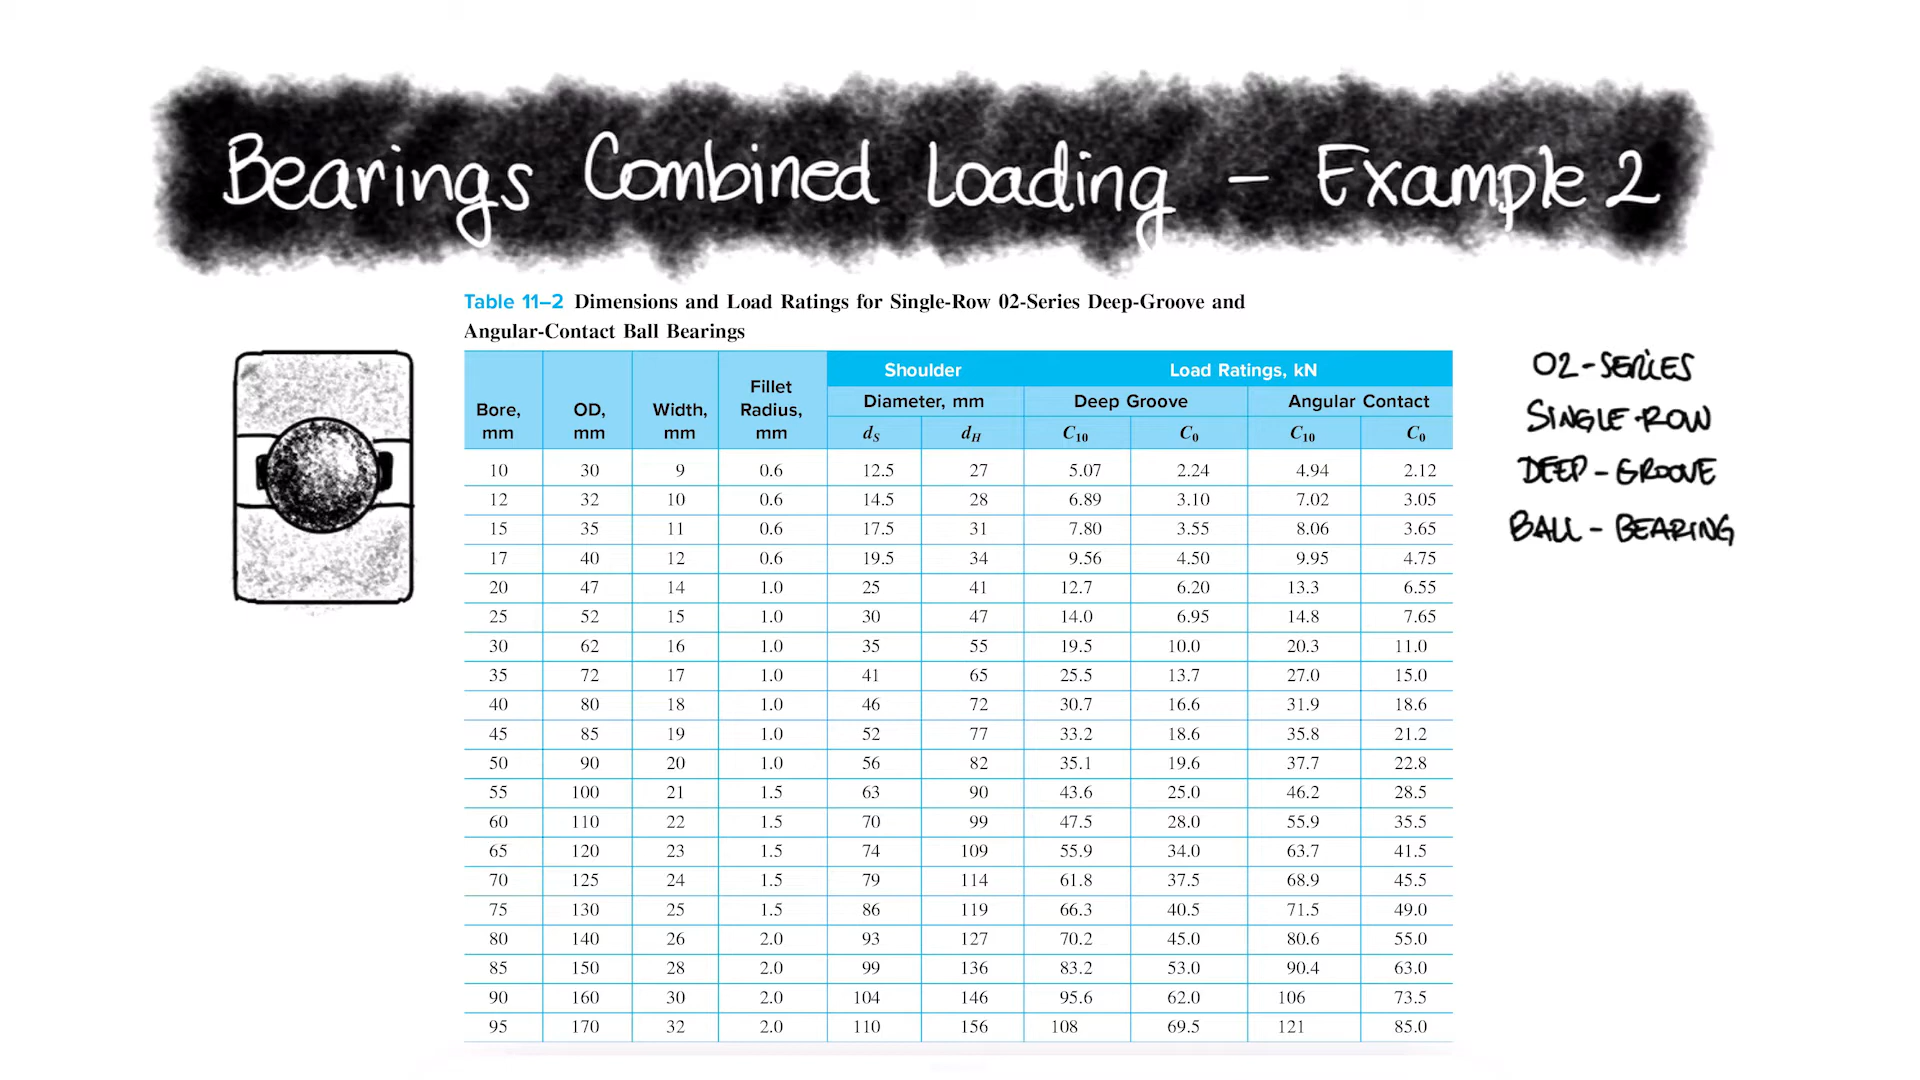 Bearings Combined Loading - Example 2
Table 11–2 Dimensions and Load Ratings for Single-Row 02-Series Deep-Groove and
Angular-Contact Ball Bearings
Bore, mm OD, mm Width, mm Fillet Radius, mm Shoulder Diameter, mm Load Ratings, kN
Deep Groove Angular Contact
dS dH C10 C0 C10 C0
10 30 9 0.6 12.5 27 5.07 2.24 4.94 2.12
12 32 10 0.6 14.5 28 6.89 3.10 7.02 3.05
15 35 11 0.6 17.5 31 7.80 3.55 8.06 3.65
17 40 12 0.6 19.5 34 9.56 4.50 9.95 4.75
20 47 14 1.0 25 41 12.7 6.20 13.3 6.55
25 52 15 1.0 30 47 14.0 6.95 14.8 7.65
30 62 16 1.0 35 55 19.5 10.0 20.3 11.0
35 72 17 1.0 41 65 25.5 13.7 27.0 15.0
40 80 18 1.0 46 72 30.7 16.6 31.9 18.6
45 85 19 1.0 52 77 33.2 18.6 35.8 21.2
50 90 20 1.0 56 82 35.1 19.6 37.7 22.8
55 100 21 1.5 63 90 43.6 25.0 46.2 28.5
60 110 22 1.5 70 99 47.5 28.0 55.9 35.5
65 120 23 1.5 74 109 55.9 34.0 63.7 41.5
70 125 24 1.5 79 114 61.8 37.5 68.9 45.5
75 130 25 1.5 86 119 66.3 40.5 71.5 49.0
80 140 26 2.0 93 127 70.2 45.0 80.6 55.0
85 150 28 2.0 99 136 83.2 53.0 90.4 63.0
90 160 30 2.0 104 146 95.6 62.0 106 73.5
95 170 32 2.0 110 156 108 69.5 121 85.0
02-SERIES
SINGLE-ROW
DEEP-GROOVE
BALL-BEARING